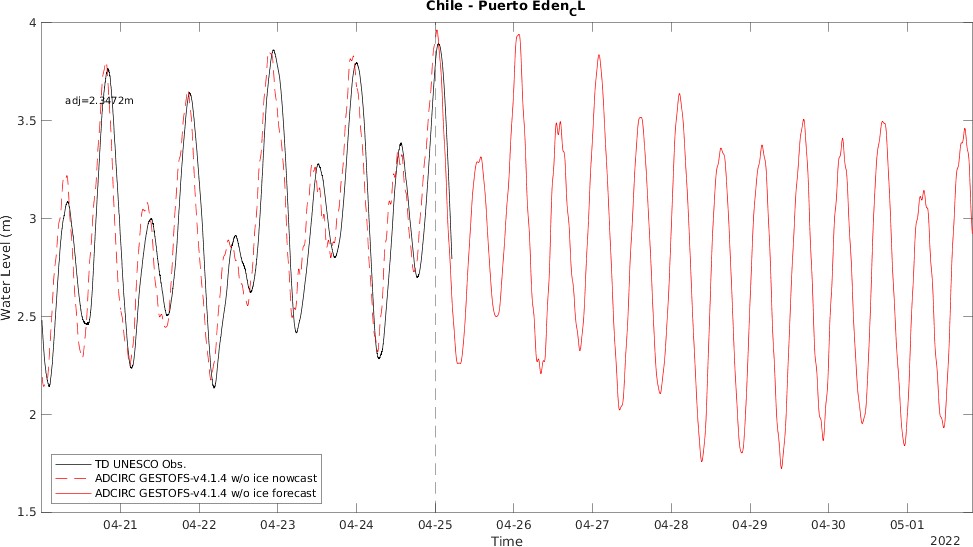 Chile - Puerto Eden_CL
4
adj=2.3472m
3.5
3
Water Level (m)
2.5
2
TD UNESCO Obs.
ADCIRC GESTOFS-v4.1.4 w/o ice nowcast
ADCIRC GESTOFS-v4.1.4 w/o ice forecast
1.5
04-21 04-22 04-23 04-24 04-25 04-26 04-27 04-28 04-29 04-30 05-01
Time
2022